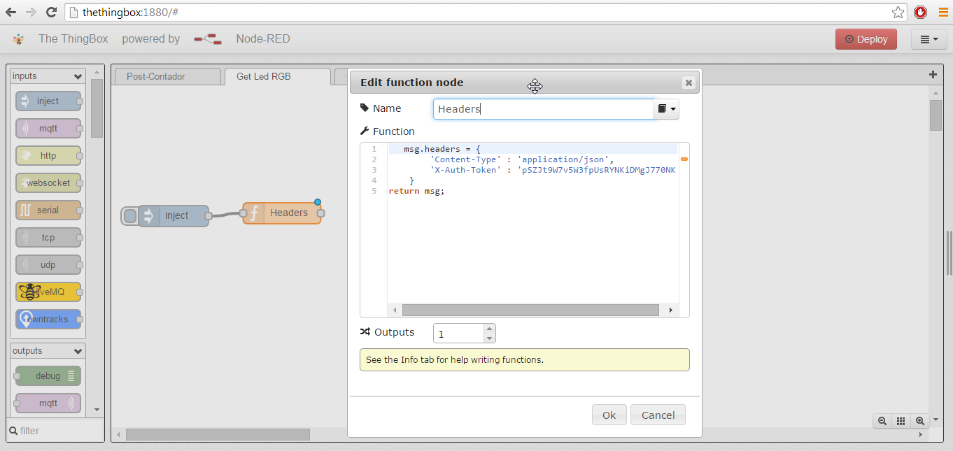 thethingbox:1880/#
The ThingBox powered by Node-RED
Deploy
inputs
inject
mqtt
http
websocket
serial
tcp
udp
veMQ
wntracks
outputs
debug
mqtt
filter
Post-Contador
Get Led RGB
inject
Headers
Edit function node
Name
Headers
Function
1 msg.headers = {
2 'Content-Type' : 'application/json',
3 'X-Auth-Token' : 'pSZJt9W7v5W3fpUsRYNKiDMgJ770NK
4 }
5 return msg;
Outputs
1
See the Info tab for help writing functions.
Ok
Cancel